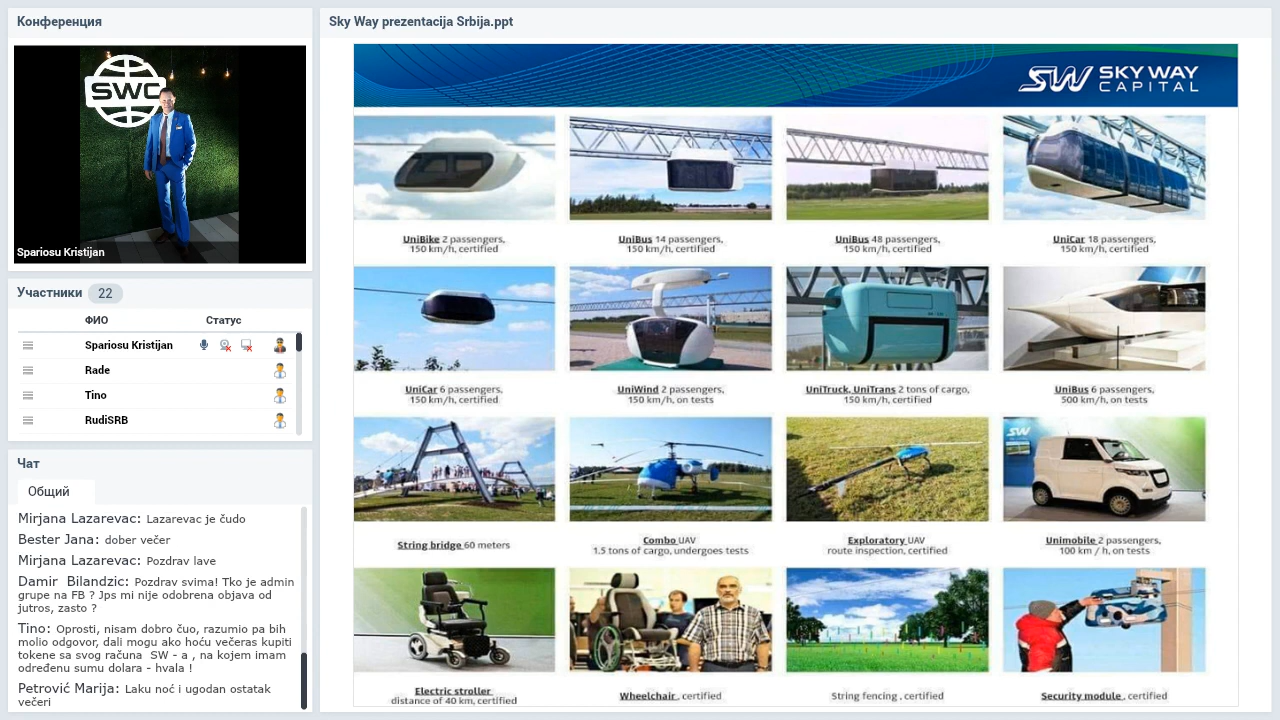 Конференция
SWC
Spariosu Kristijan
Участники 22
ФИО Статус
Spariosu Kristijan
Rade
Tino
RudiSRB
Чат
Общий
Mirjana Lazarevac: Lazarevac je čudo
Bester Jana: dober večer
Mirjana Lazarevac: Pozdrav lave
Damir Bilandzic: Pozdrav svima! Tko je admin
grupe na FB ? Jps mi nije odobrena objava od
jutros, zasto ?
Tino: Oprosti, nisam dobro čuo, razumio pa bih
molio odgovor, dali mogu ako hoću večeras kupiti
tokene sa svog računa SW - a , na kojem imam
određenu sumu dolara - hvala !
Petrović Marija: Laku noć i ugodan ostatak
večeri
Sky Way prezentacija Srbija.ppt
SW SKY WAY
CAPITAL
UniBike 2 passengers,
150 km/h, certified
UniBus 14 passengers,
150 km/h, certified
UniBus 48 passengers,
150 km/h, certified
UniCar 18 passengers,
150 km/h, certified
UniCar 6 passengers,
150 km/h, certified
UniWind 2 passengers,
150 km/h, on tests
UniTruck, UniTrans 2 tons of cargo,
150 km/h, certified
UniBus 6 passengers,
500 km/h, on tests
SW
String bridge 60 meters
Combo UAV
1.5 tons of cargo, undergoes tests
Exploratory UAV
route inspection, certified
Unimobile 2 passengers,
100 km / h, on tests
Electric stroller
distance of 40 km, certified
Wheelchair , certified
String fencing , certified
Security module , certified